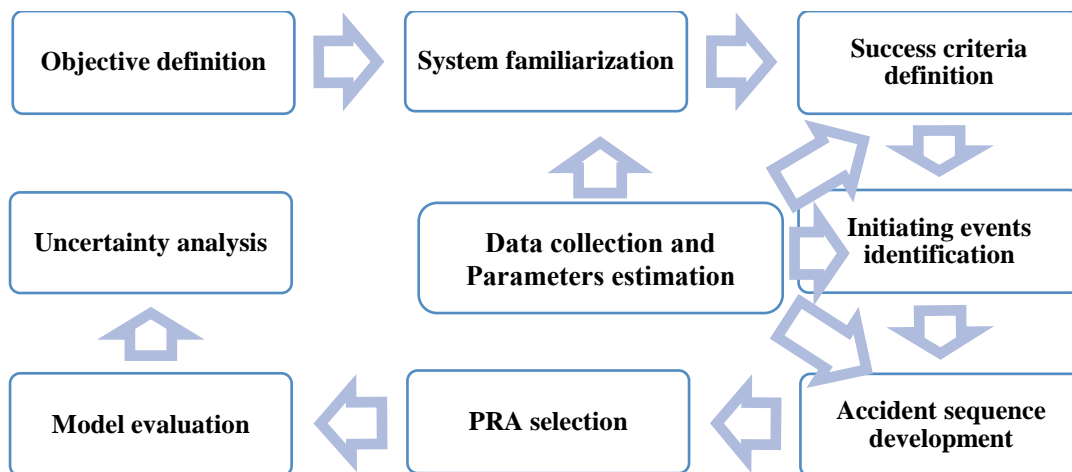 Objective definition
System familiarization
Success criteria
definition
Uncertainty analysis
Data collection and
Parameters estimation
Initiating events
identification
Model evaluation
PRA selection
Accident sequence
development